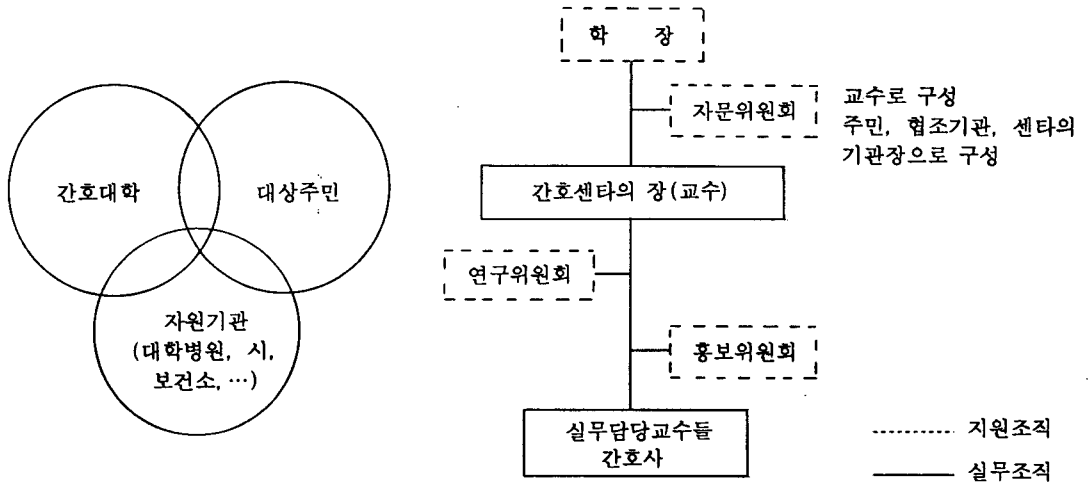 간호대학
대상주민
자원기관
(대학병원, 시,
보건소, …)
학 장
자문위원회
교수로 구성
주민, 협조기관, 센타의
기관장으로 구성
간호센타의 장(교수)
연구위원회
홍보위원회
실무담당교수들
간호사
지원조직
실무조직